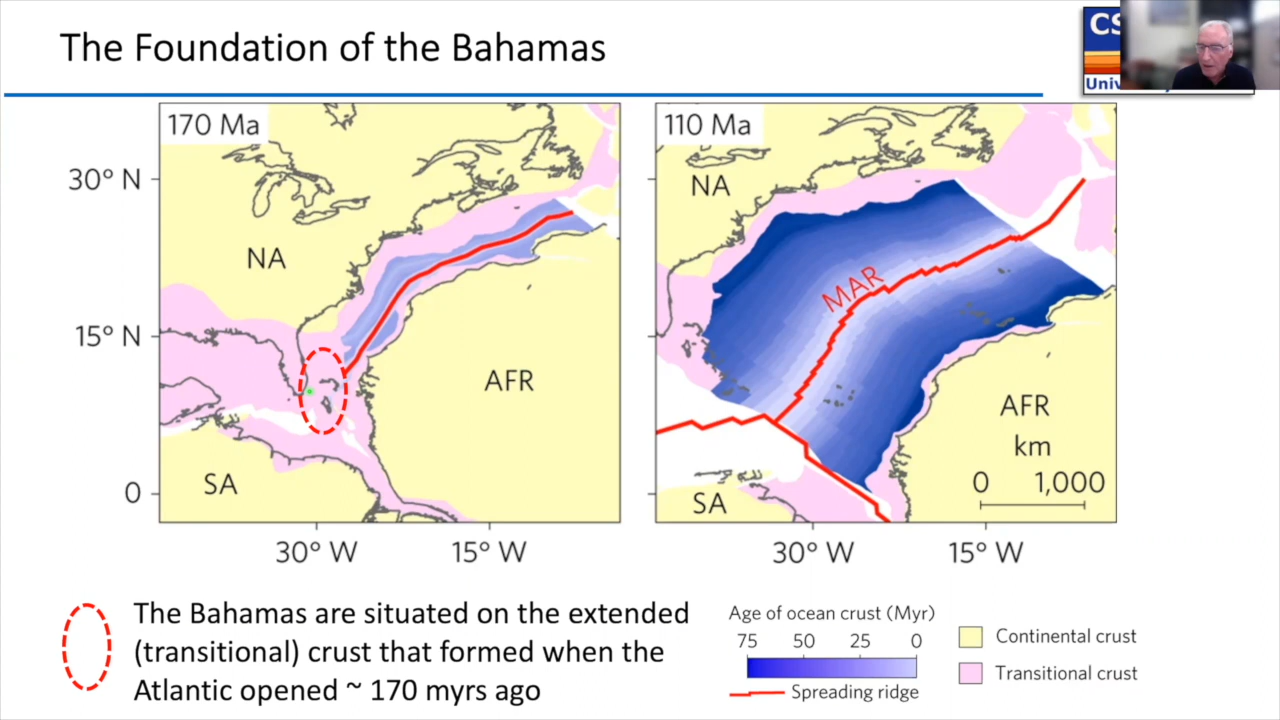 The Foundation of the Bahamas
CS
Univ
170 Ma
110 Ma
30° N
15° N
0
NA
AFR
SA
30° W
15° W
NA
MAR
AFR
km
0 1,000
SA
30° W
15° W
The Bahamas are situated on the extended
(transitional) crust that formed when the
Atlantic opened ~ 170 myrs ago
Age of ocean crust (Myr)
75 50 25 0
Spreading ridge
Continental crust
Transitional crust